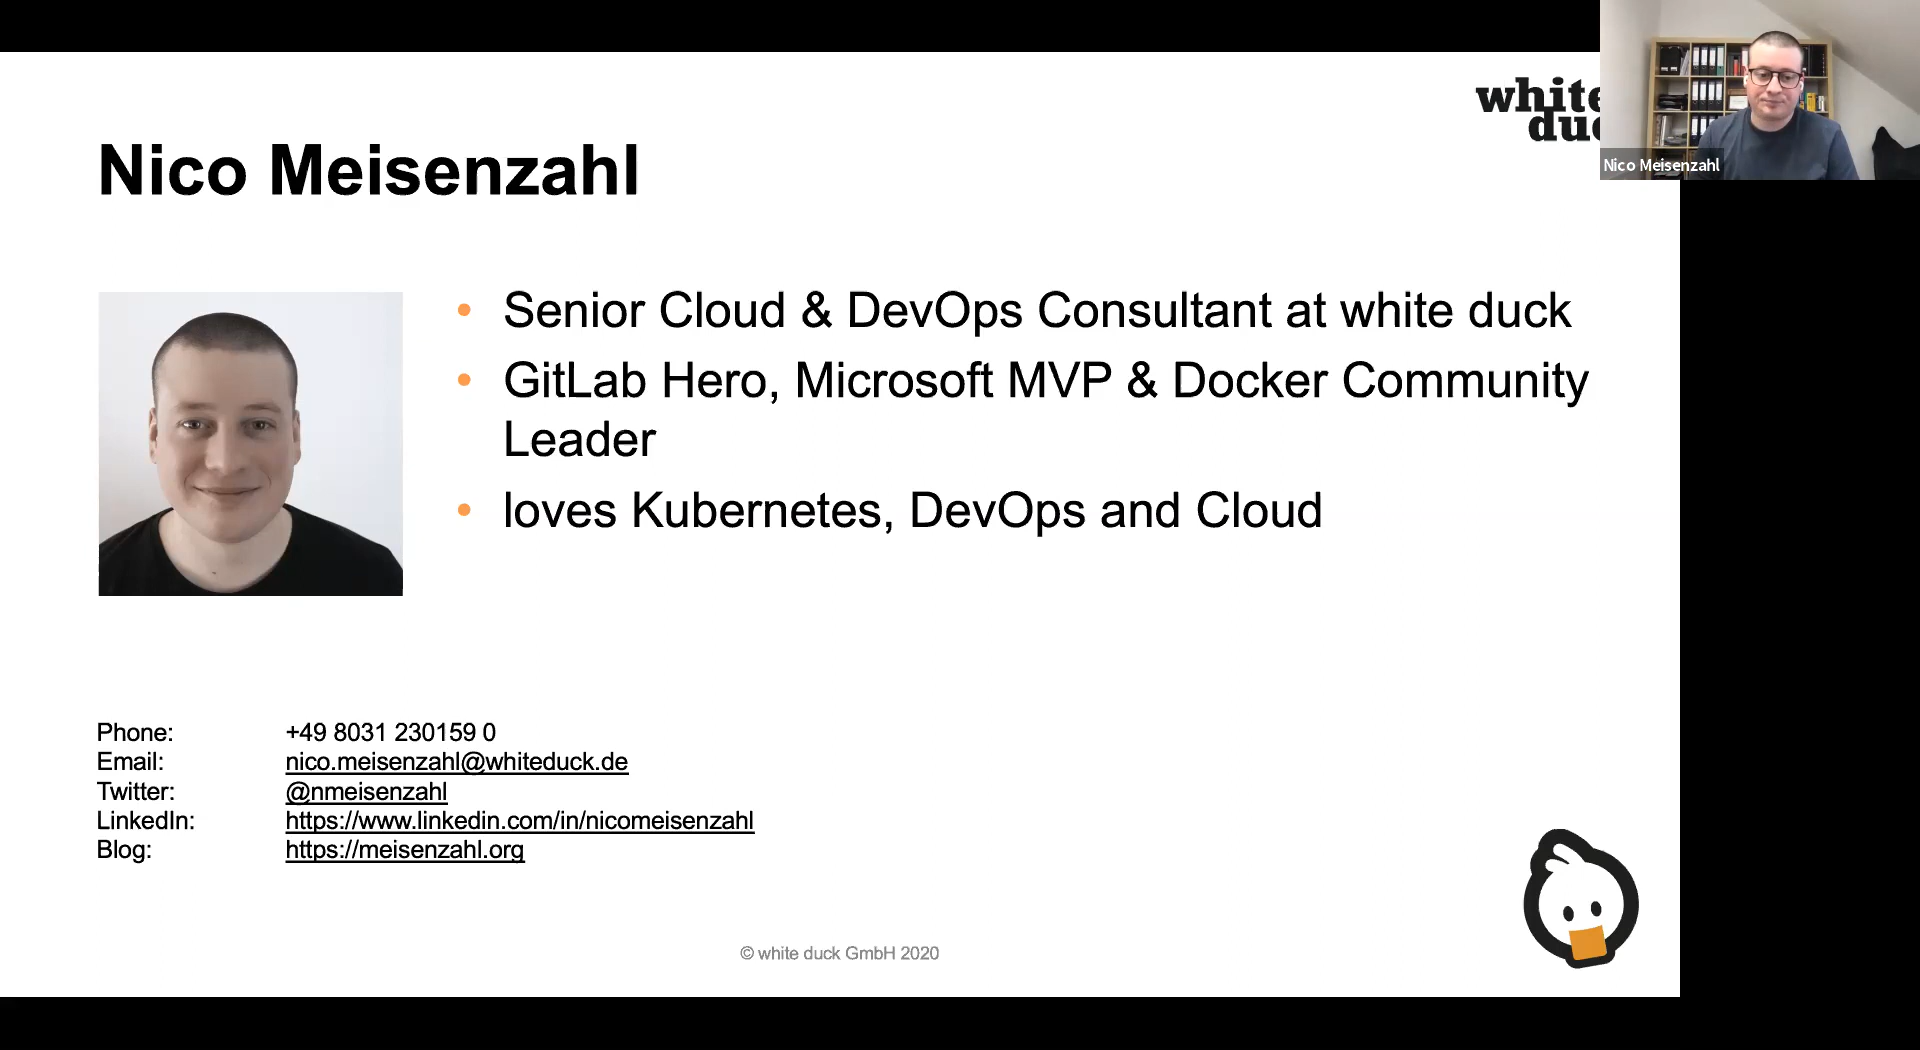 white
duc
Nico Meisenzahl
Nico Meisenzahl
• Senior Cloud & DevOps Consultant at white duck
• GitLab Hero, Microsoft MVP & Docker Community
Leader
• loves Kubernetes, DevOps and Cloud
Phone: +49 8031 230159 0
Email: nico.meisenzahl@whiteduck.de
Twitter: @nmeisenzahl
LinkedIn: https://www.linkedin.com/in/nicomeisenzahl
Blog: https://meisenzahl.org
© white duck GmbH 2020